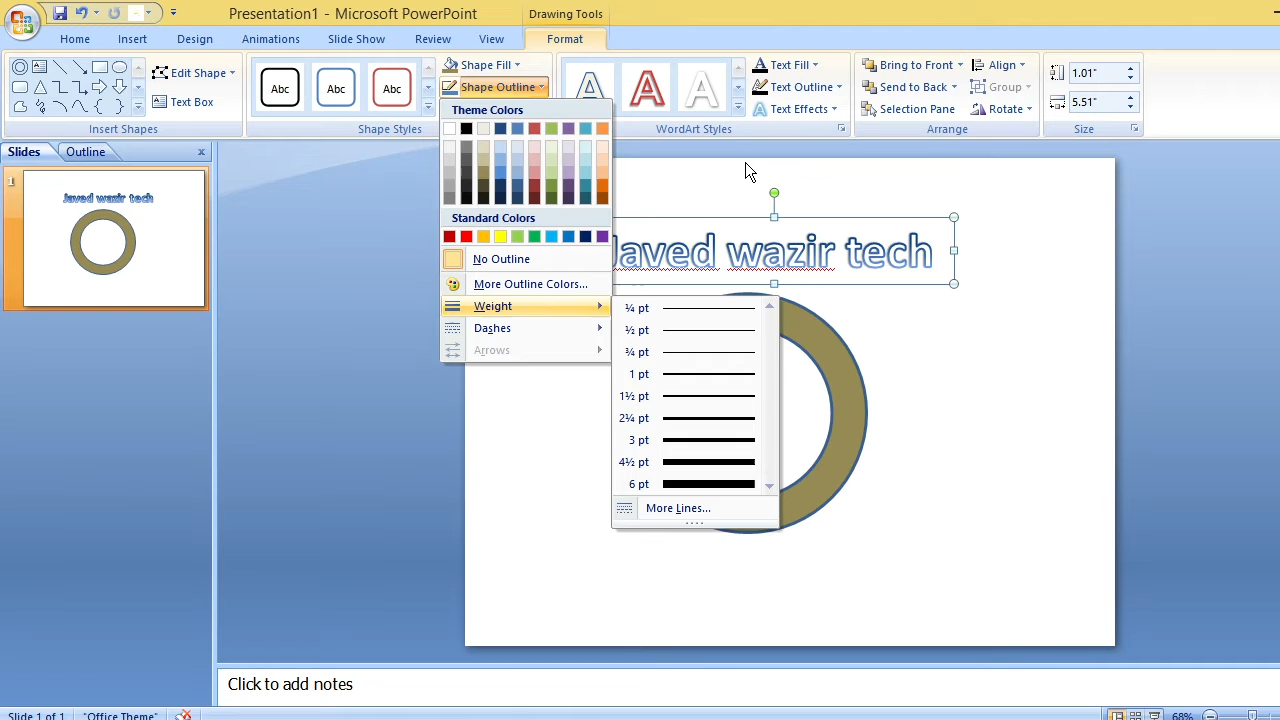 Presentation1 - Microsoft PowerPoint
Drawing Tools
Home Insert Design Animations Slide Show Review View Format
Edit Shape
Text Box
Insert Shapes
Abc Abc Abc
Shape Fill
Shape Outline
Shape Styles
A A A
Text Fill
Text Outline
Text Effects
WordArt Styles
Bring to Front
Send to Back
Selection Pane
Align
Group
Rotate
Arrange
1.01"
5.51"
Size
Theme Colors
Standard Colors
No Outline
More Outline Colors...
Weight
Dashes
Arrows
¼ pt
½ pt
¾ pt
1 pt
1½ pt
2¼ pt
3 pt
4½ pt
6 pt
More Lines...
Slides Outline x
1
Javed wazir tech
Javed wazir tech
Click to add notes
Slide 1 of 1 "Office Theme" 68%